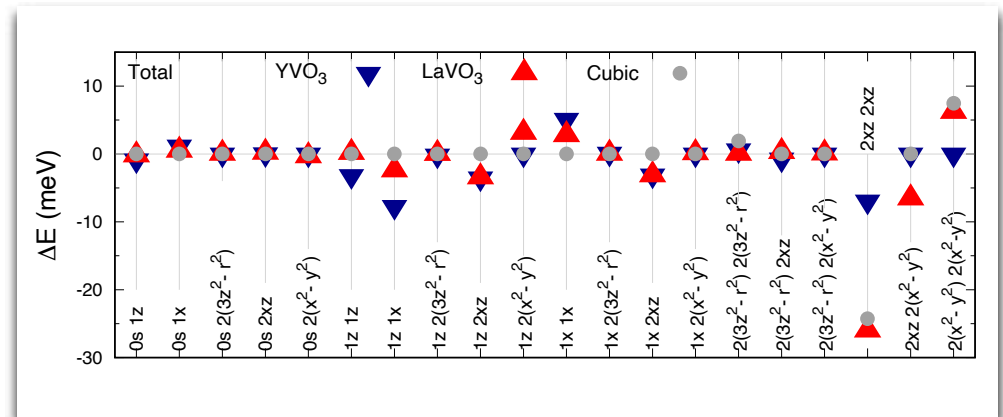 Total YVO₃ LaVO₃ Cubic
10
0
-10
-20
-30
ΔE (meV)
0s 1z
0s 1x
0s 2(3z²- r²)
0s 2xz
0s 2(x²- y²)
1z 1z
1z 1x
1z 2(3z²- r²)
1z 2xz
1z 2(x²- y²)
1x 1x
1x 2(3z²- r²)
1x 2xz
1x 2(x²- y²)
2(3z²- r²) 2(3z²- r²)
2(3z²- r²) 2xz
2(3z²- r²) 2(x²- y²)
2xz 2xz
2xz 2(x²- y²)
2(x²- y²) 2(x²-y²)